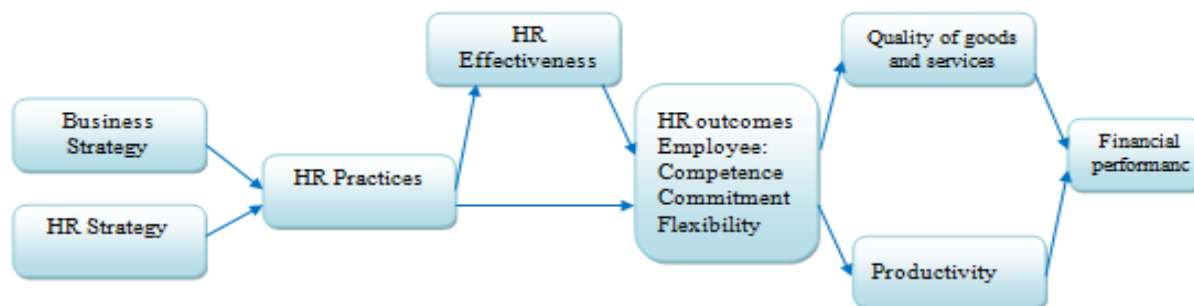 Business
Strategy
HR Strategy
HR Practices
HR
Effectiveness
HR outcomes
Employee:
Competence
Commitment
Flexibility
Quality of goods
and services
Productivity
Financial
performanc